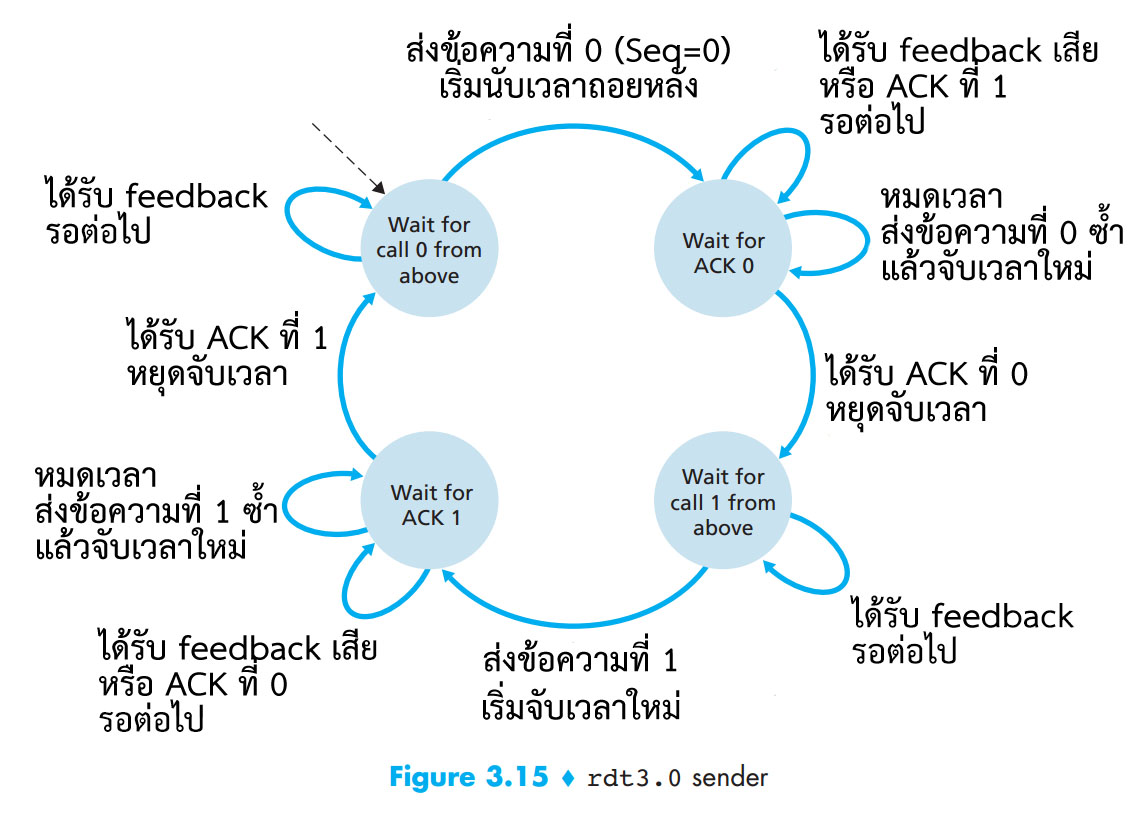 ส่งข้อความที่ 0 (Seq=0)
เริ่มนับเวลาถอยหลัง
ได้รับ feedback เสีย
หรือ ACK ที่ 1
รอต่อไป
ได้รับ feedback
รอต่อไป
Wait for
call 0 from
above
Wait for
ACK 0
หมดเวลา
ส่งข้อความที่ 0 ซ้ำ
แล้วจับเวลาใหม่
ได้รับ ACK ที่ 1
หยุดจับเวลา
ได้รับ ACK ที่ 0
หยุดจับเวลา
หมดเวลา
ส่งข้อความที่ 1 ซ้ำ
แล้วจับเวลาใหม่
Wait for
ACK 1
Wait for
call 1 from
above
ได้รับ feedback เสีย
หรือ ACK ที่ 0
รอต่อไป
ส่งข้อความที่ 1
เริ่มจับเวลาใหม่
ได้รับ feedback
รอต่อไป
Figure 3.15 ♦ rdt3.0 sender